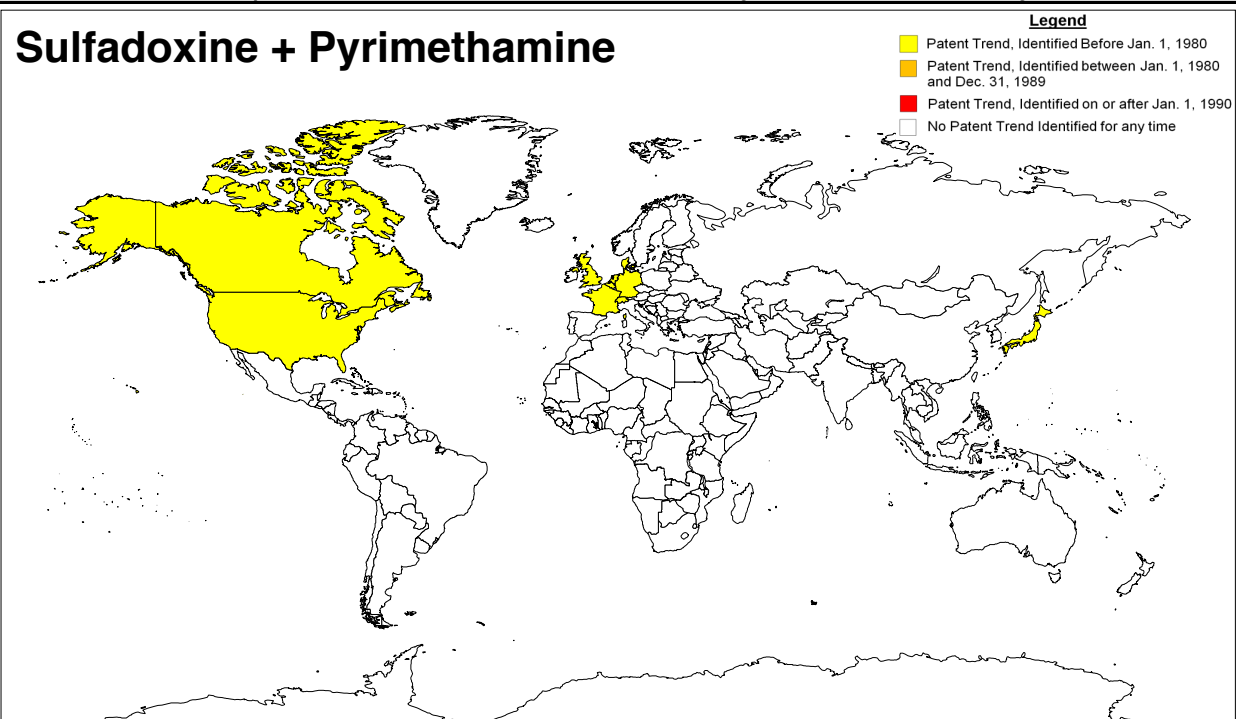 Sulfadoxine + Pyrimethamine
Legend
Patent Trend, Identified Before Jan. 1, 1980
Patent Trend, Identified between Jan. 1, 1980
and Dec. 31, 1989
Patent Trend, Identified on or after Jan. 1, 1990
No Patent Trend Identified for any time